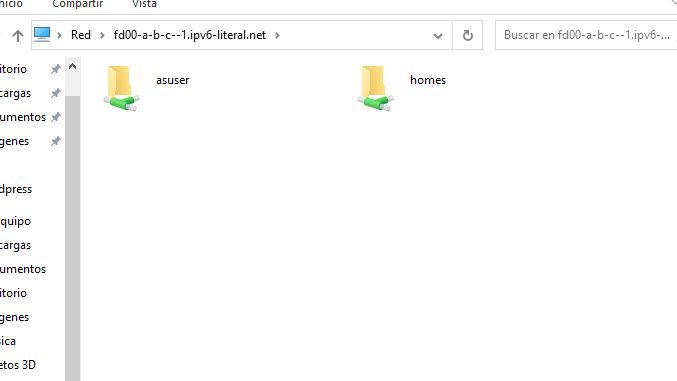 nicio Compartir Vista
Red fd00-a-b-c--1.ipv6-literal.net Buscar en fd00-a-b-c--1.ipv6-...
itorio
cargas
umentos
genes
dpress
quipo
cargas
umentos
itorio
genes
sica
etos 3D
asuser homes